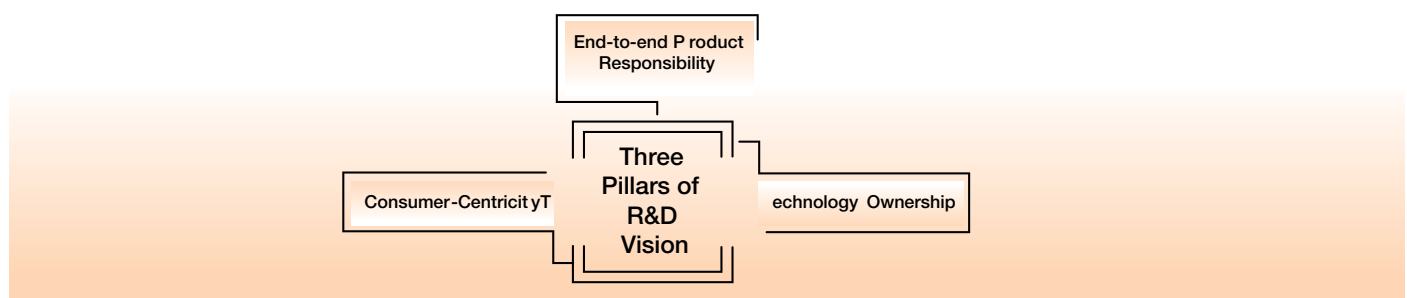 End-to-end P roduct
Responsibility
Three
Pillars of
R&D
Vision
Consumer-Centricit yT
echnology Ownership